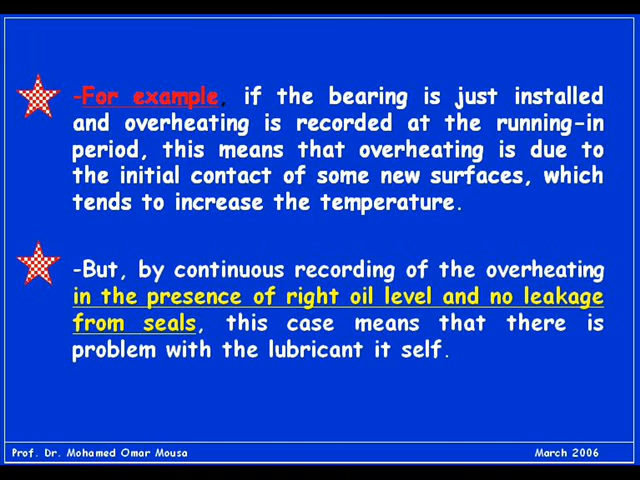 -For example, if the bearing is just installed
and overheating is recorded at the running-in
period, this means that overheating is due to
the initial contact of some new surfaces, which
tends to increase the temperature.
-But, by continuous recording of the overheating
in the presence of right oil level and no leakage
from seals, this case means that there is
problem with the lubricant it self.
Prof. Dr. Mohamed Omar Mousa
March 2006